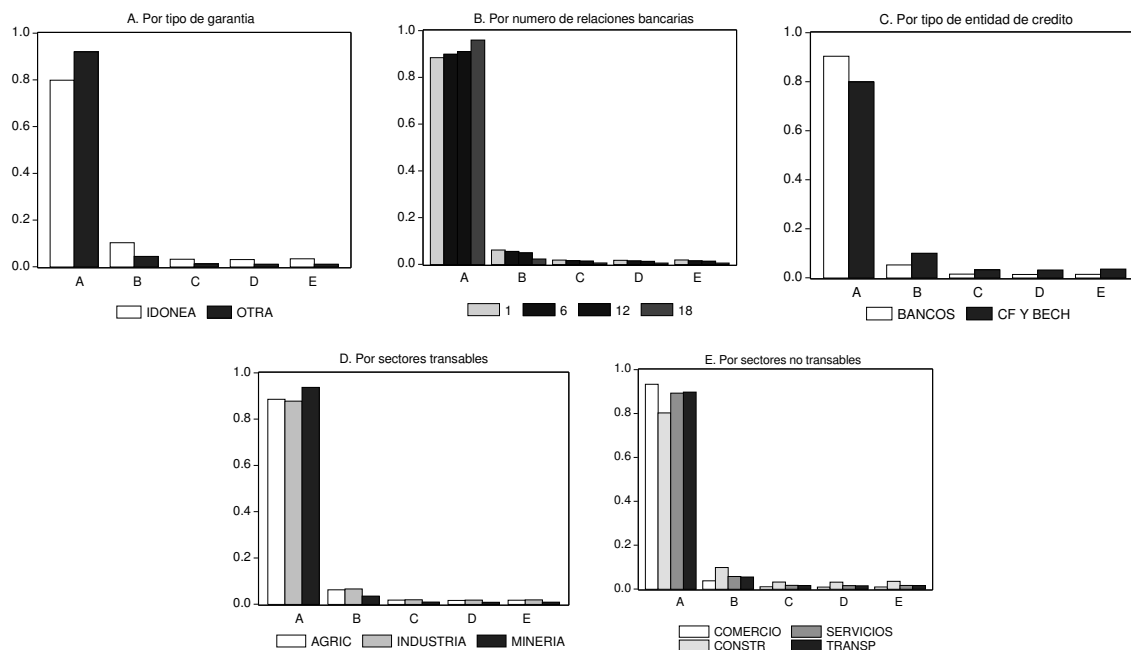 A. Por tipo de garantia
1.0
0.8
0.6
0.4
0.2
0.0
A B C D E
IDONEA OTRA
B. Por numero de relaciones bancarias
1.0
0.8
0.6
0.4
0.2
0.0
A B C D E
1 6 12 18
C. Por tipo de entidad de credito
1.0
0.8
0.6
0.4
0.2
0.0
A B C D E
BANCOS CF Y BECH
D. Por sectores transables
1.0
0.8
0.6
0.4
0.2
0.0
A B C D E
AGRIC INDUSTRIA MINERIA
E. Por sectores no transables
1.0
0.8
0.6
0.4
0.2
0.0
A B C D E
COMERCIO SERVICIOS
CONSTR TRANSP